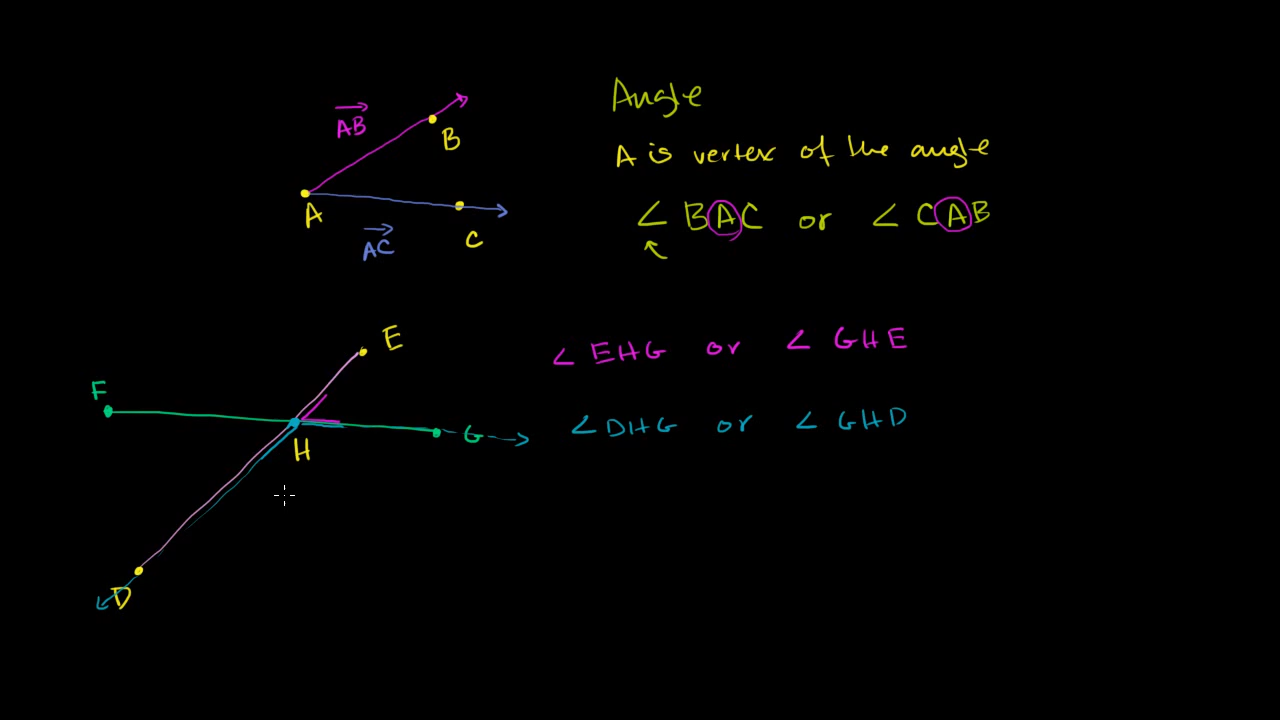 Angle
AB
B
A is vertex of the angle
A
∠ BAC or ∠ CAB
AC
C
E
∠ EHG or ∠ GHE
F
∠ DHG or ∠ GHD
G
H
D